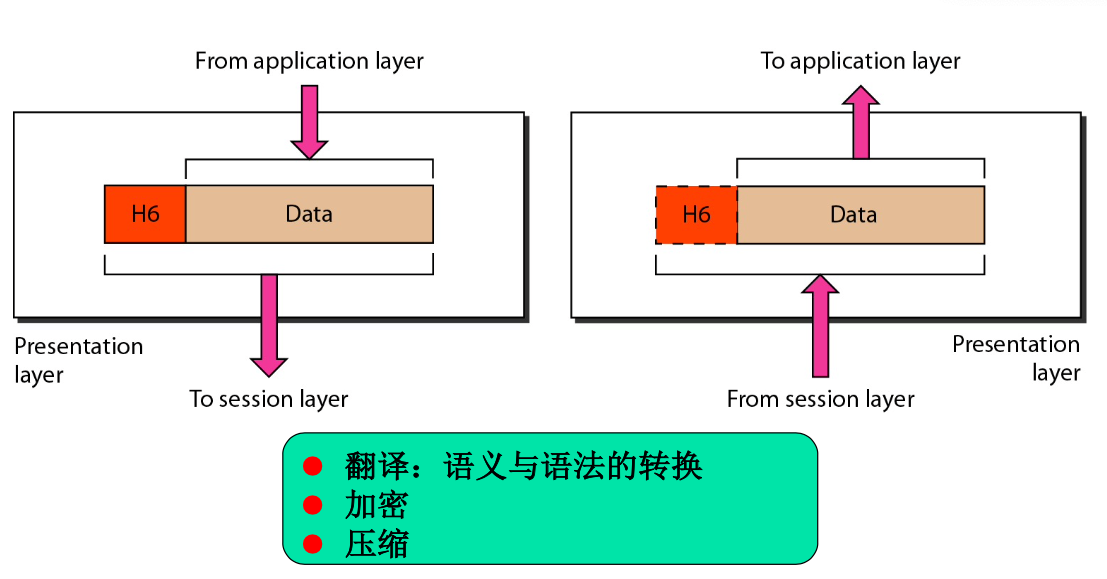 From application layer
To application layer
H6
Data
H6
Data
Presentation
layer
Presentation
layer
To session layer
From session layer
翻译：语义与语法的转换
加密
压缩